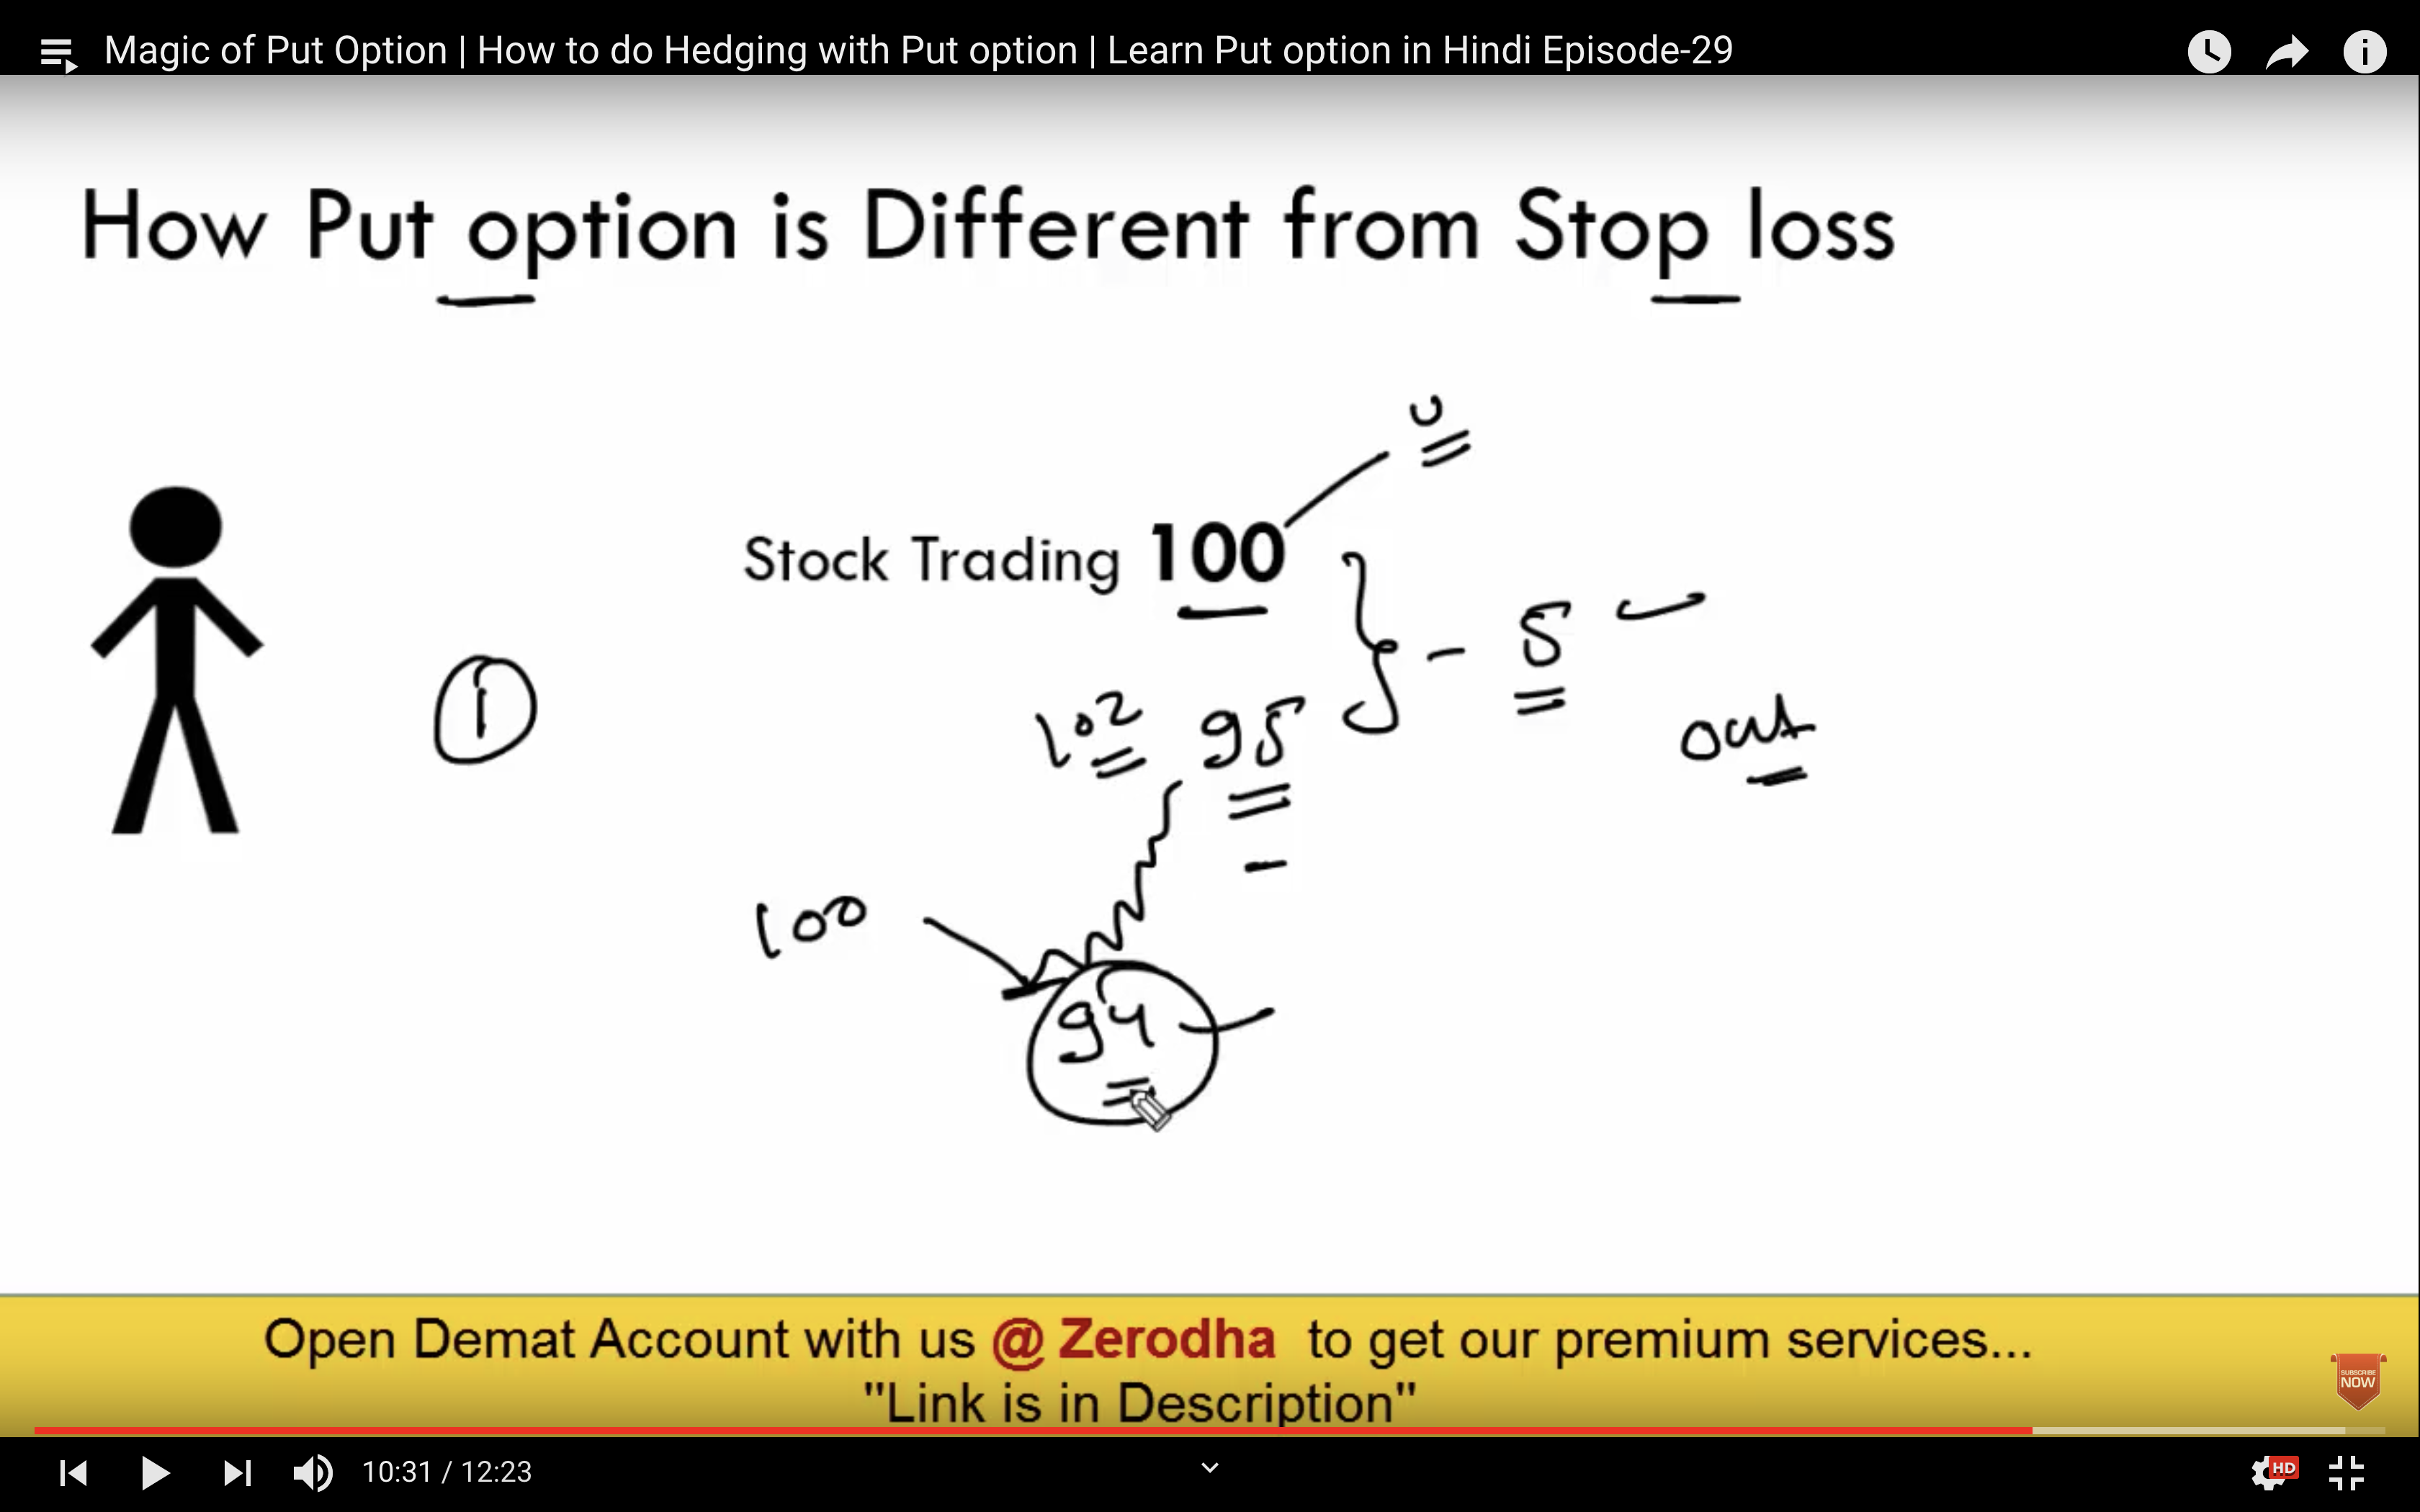 Magic of Put Option | How to do Hedging with Put option | Learn Put option in Hindi Episode-29
How Put option is Different from Stop loss
Stock Trading 100
- 5
1
102 95
out
100
94
Open Demat Account with us @ Zerodha to get our premium services...
"Link is in Description"
SUBSCRIBE
NOW
10:31 / 12:23
HD